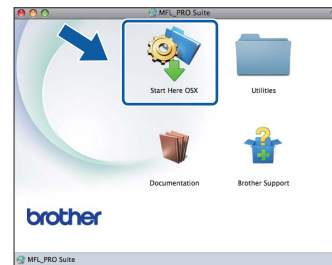 MFL_PRO Suite
Start Here OSX
Utilities
Documentation
Brother Support
brother
MFL_PRO Suite